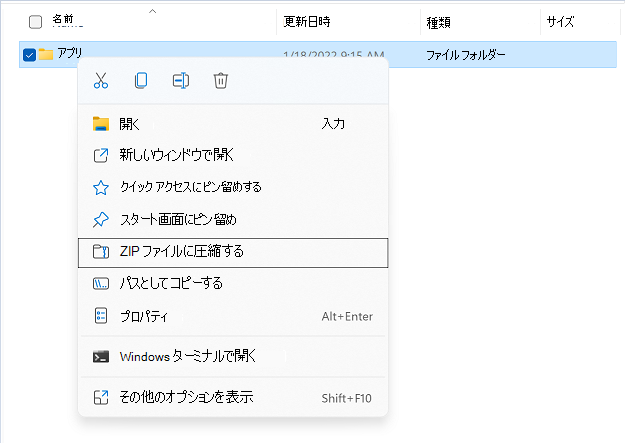 名前
更新日時
種類
サイズ
アプリ
1/18/2022 9:15 AM
ファイル フォルダー
開く
入力
新しいウィンドウで開く
クイック アクセスにピン留めする
スタート画面にピン留め
ZIP ファイルに圧縮する
パスとしてコピーする
プロパティ
Alt+Enter
Windows ターミナルで開く
その他のオプションを表示
Shift+F10